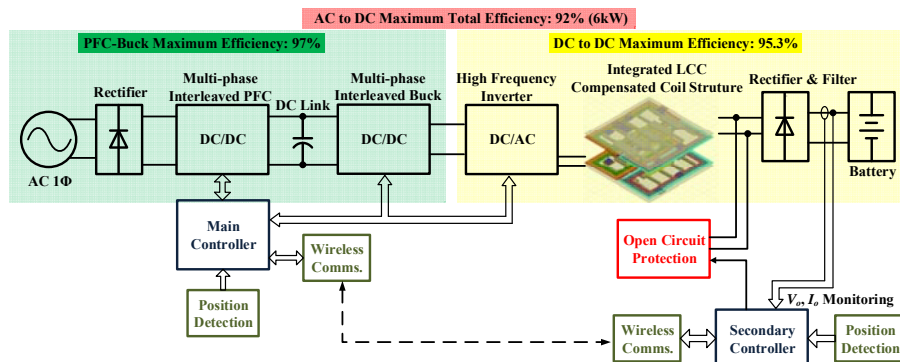 AC to DC Maximum Total Efficiency: 92% (6kW)
PFC-Buck Maximum Efficiency: 97%
DC to DC Maximum Efficiency: 95.3%
Rectifier
Multi-phase
Interleaved PFC
DC Link
Multi-phase
Interleaved Buck
High Frequency
Inverter
Integrated LCC
Compensated Coil Struture
Rectifier & Filter
DC/DC
DC/DC
DC/AC
AC 1Φ
Battery
Main
Controller
Wireless
Comms.
Position
Detection
Open Circuit
Protection
Vo, Io Monitoring
Wireless
Comms.
Secondary
Controller
Position
Detection